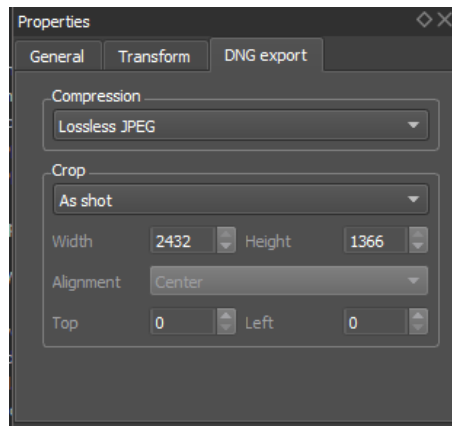 Properties
General Transform DNG export
Compression
Lossless JPEG
Crop
As shot
Width 2432 Height 1366
Alignment Center
Top 0 Left 0